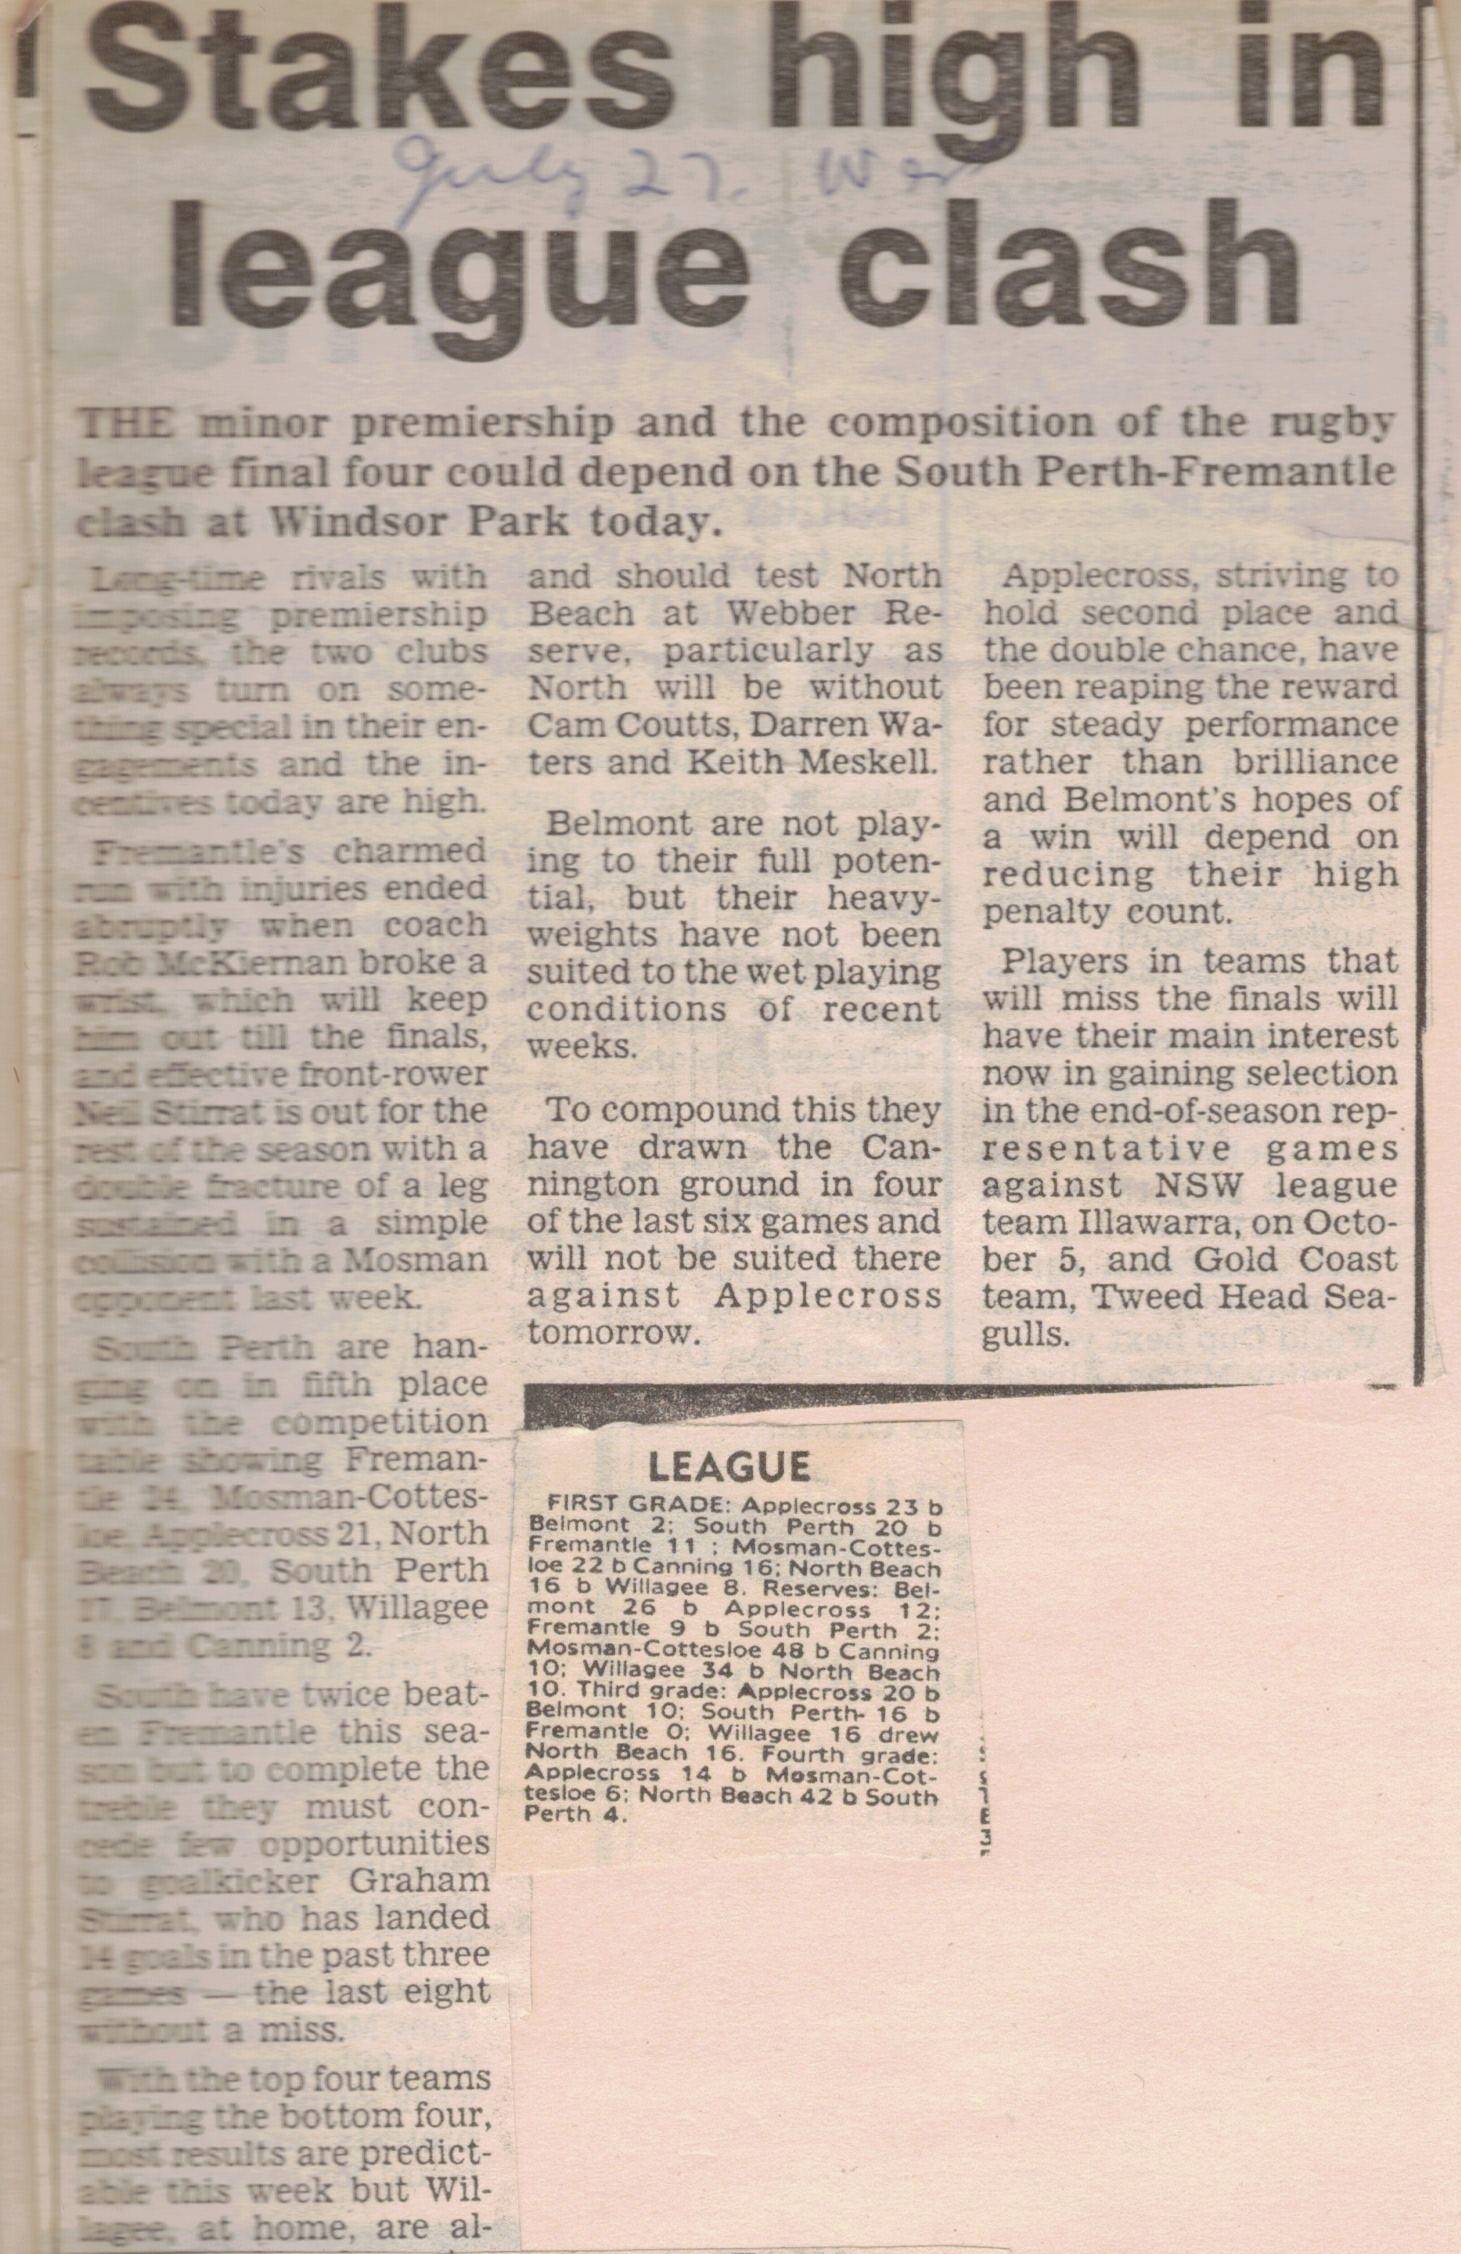 Stakes high in
July 27. West
league clash
THE minor premiership and the composition of the rugby
league final four could depend on the South Perth-Fremantle
clash at Windsor Park today.
Long-time rivals with
imposing premiership
records, the two clubs
always turn on some-
thing special in their en-
gagements and the in-
centives today are high.
Fremantle's charmed
run with injuries ended
abruptly when coach
Rob McKiernan broke a
wrist, which will keep
him out till the finals,
and effective front-rower
Neil Stirrat is out for the
rest of the season with a
double fracture of a leg
sustained in a simple
collision with a Mosman
opponent last week.
South Perth are han-
ging on in fifth place
with the competition
table showing Freman-
tle 24, Mosman-Cottes-
loe, Applecross 21, North
Beach 20, South Perth
17, Belmont 13, Willagee
8 and Canning 2.
South have twice beat-
en Fremantle this sea-
son but to complete the
treble they must con-
cede few opportunities
to goalkicker Graham
Stirrat, who has landed
14 goals in the past three
games — the last eight
without a miss.
With the top four teams
playing the bottom four,
most results are predict-
able this week but Wil-
lagee, at home, are al-
and should test North
Beach at Webber Re-
serve, particularly as
North will be without
Cam Coutts, Darren Wa-
ters and Keith Meskell.
Belmont are not play-
ing to their full poten-
tial, but their heavy-
weights have not been
suited to the wet playing
conditions of recent
weeks.
To compound this they
have drawn the Can-
nington ground in four
of the last six games and
will not be suited there
against Applecross
tomorrow.
Applecross, striving to
hold second place and
the double chance, have
been reaping the reward
for steady performance
rather than brilliance
and Belmont's hopes of
a win will depend on
reducing their high
penalty count.
Players in teams that
will miss the finals will
have their main interest
now in gaining selection
in the end-of-season rep-
resentative games
against NSW league
team Illawarra, on Octo-
ber 5, and Gold Coast
team, Tweed Head Sea-
gulls.
LEAGUE
FIRST GRADE: Applecross 23 b
Belmont 2; South Perth 20 b
Fremantle 11 ; Mosman-Cottes-
loe 22 b Canning 16; North Beach
16 b Willagee 8. Reserves: Bel-
mont 26 b Applecross 12;
Fremantle 9 b South Perth 2;
Mosman-Cottesloe 48 b Canning
10; Willagee 34 b North Beach
10. Third grade: Applecross 20 b
Belmont 10; South Perth 16 b
Fremantle 0; Willagee 16 drew
North Beach 16. Fourth grade:
Applecross 14 b Mosman-Cot-
tesloe 6; North Beach 42 b South
Perth 4.